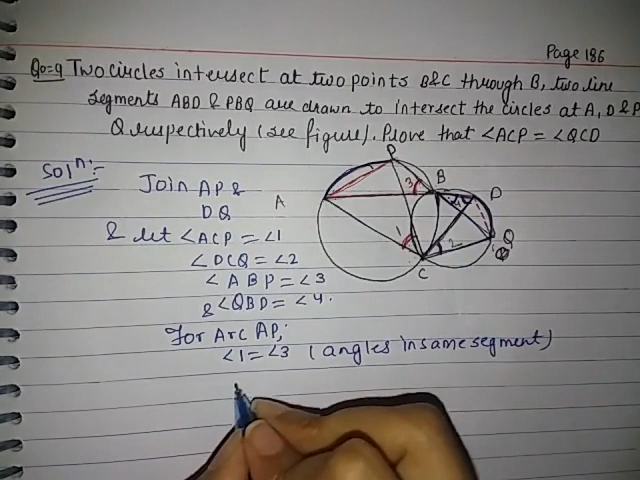 Page 186
Qo=9 Two circles intersect at two points B&C through B, two line
segments ABD & PBQ are drawn to intersect the circles at A, D & P
Q respectively (see figure). Prove that ∠ACP = ∠QCD
Solⁿ:-
Join AP &
DQ
& let ∠ACP = ∠1
∠DCQ = ∠2
∠ABP = ∠3
& ∠QBD = ∠4.
For Arc AP,
∠1 = ∠3 (angles in same segment)
P
A
3
B
D
1
2
Q
C